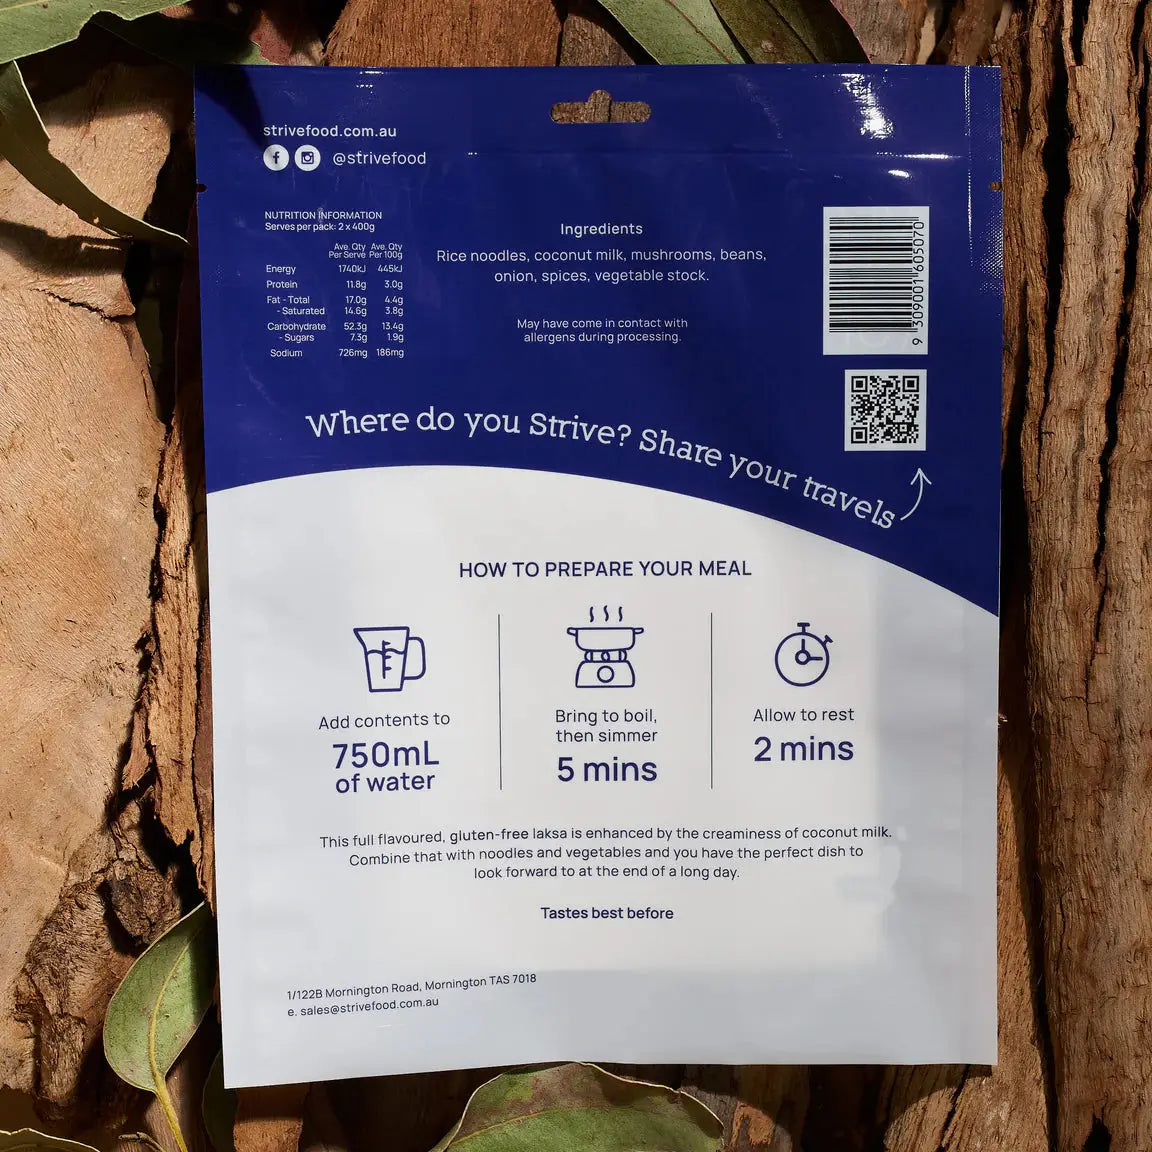 strivefood.com.au
@strivefood
NUTRITION INFORMATION
Serves per pack: 2 x 400g
Ave. Qty Ave. Qty
Per Serve Per 100g
Energy 1740kJ 445kJ
Protein 11.8g 3.0g
Fat - Total 17.0g 4.4g
- Saturated 14.6g 3.8g
Carbohydrate 52.3g 13.4g
- Sugars 7.3g 1.9g
Sodium 726mg 186mg
Ingredients
Rice noodles, coconut milk, mushrooms, beans,
onion, spices, vegetable stock.
May have come in contact with
allergens during processing.
9 309001 605070
Where do you Strive? Share your travels
HOW TO PREPARE YOUR MEAL
Add contents to
750mL
of water
Bring to boil,
then simmer
5 mins
Allow to rest
2 mins
This full flavoured, gluten-free laksa is enhanced by the creaminess of coconut milk.
Combine that with noodles and vegetables and you have the perfect dish to
look forward to at the end of a long day.
Tastes best before
1/122B Mornington Road, Mornington TAS 7018
e. sales@strivefood.com.au